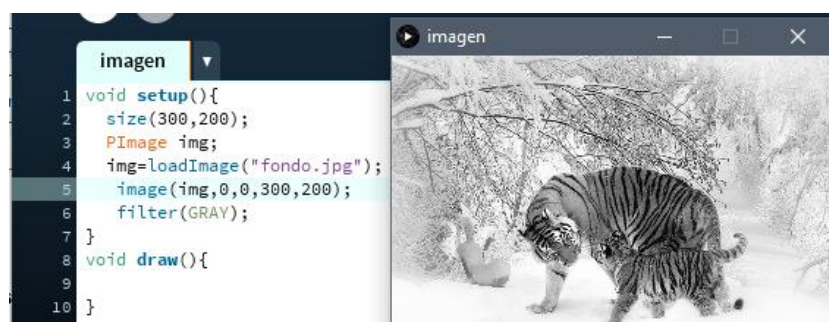 imagen ▼
1 void setup(){
2 size(300,200);
3 PImage img;
4 img=loadImage("fondo.jpg");
5 image(img,0,0,300,200);
6 filter(GRAY);
7 }
8 void draw(){
9
10 }
imagen